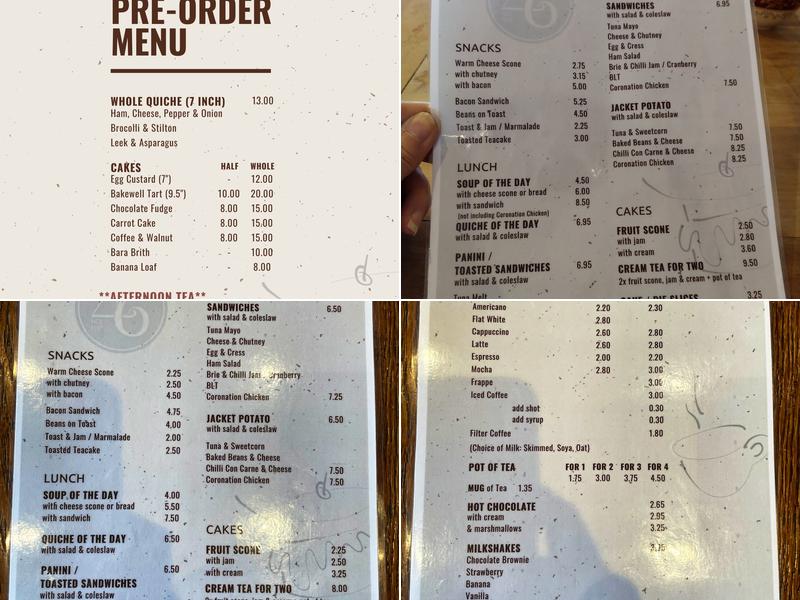 PRE-ORDER
MENU
WHOLE QUICHE (7 INCH) 13.00
Ham, Cheese, Pepper & Onion
Brocolli & Stilton
Leek & Asparagus
CAKES HALF WHOLE
Egg Custard (7") - 12.00
Bakewell Tart (9.5") 10.00 20.00
Chocolate Fudge 8.00 15.00
Carrot Cake 8.00 15.00
Coffee & Walnut 8.00 15.00
Bara Brith - 10.00
Banana Loaf - 8.00
**AFTERNOON TEA**
26
SNACKS
Warm Cheese Scone 2.75
with chutney 3.15
with bacon 5.00
Bacon Sandwich 5.25
Beans on Toast 4.50
Toast & Jam / Marmalade 2.25
Toasted Teacake 3.00
LUNCH
SOUP OF THE DAY 4.50
with cheese scone or bread 6.00
with sandwich 8.50
(not including Coronation Chicken)
QUICHE OF THE DAY 6.95
with salad & coleslaw
PANINI /
TOASTED SANDWICHES 6.95
with salad & coleslaw
Tuna Melt
SANDWICHES 6.95
with salad & coleslaw
Tuna Mayo
Cheese & Chutney
Egg & Cress
Ham Salad
Brie & Chilli Jam / Cranberry
BLT
Coronation Chicken 7.50
JACKET POTATO
with salad & coleslaw
Tuna & Sweetcorn 7.50
Baked Beans & Cheese 7.50
Chilli Con Carne & Cheese 8.25
Coronation Chicken 8.25
CAKES
FRUIT SCONE 2.50
with jam 2.80
with cream 3.60
CREAM TEA FOR TWO 9.50
2x fruit scone, jam & cream + pot of tea
CAKE / PIE SLICES 3.25
26
SNACKS
Warm Cheese Scone 2.25
with chutney 2.50
with bacon 4.50
Bacon Sandwich 4.75
Beans on Toast 4.00
Toast & Jam / Marmalade 2.00
Toasted Teacake 2.50
LUNCH
SOUP OF THE DAY 4.00
with cheese scone or bread 5.50
with sandwich 7.50
QUICHE OF THE DAY 6.50
with salad & coleslaw
PANINI / 6.50
TOASTED SANDWICHES
with salad & coleslaw
SANDWICHES 6.50
with salad & coleslaw
Tuna Mayo
Cheese & Chutney
Egg & Cress
Ham Salad
Brie & Chilli Jam Cranberry
BLT
Coronation Chicken 7.25
JACKET POTATO 6.50
with salad & coleslaw
Tuna & Sweetcorn
Baked Beans & Cheese
Chilli Con Carne & Cheese 7.50
Coronation Chicken 7.50
CAKES
FRUIT SCONE 2.25
with jam 2.50
with cream 3.25
CREAM TEA FOR TWO 8.00
Americano 2.20 2.30
Flat White 2.80
Cappuccino 2.60 2.80
Latte 2.60 2.80
Espresso 2.00 2.20
Mocha 2.80 3.00
Frappe 3.00
Iced Coffee 3.00
add shot 0.30
add syrup 0.30
Filter Coffee 1.80
(Choice of Milk: Skimmed, Soya, Oat)
POT OF TEA FOR 1 FOR 2 FOR 3 FOR 4
1.75 3.00 3.75 4.50
MUG of Tea 1.35
HOT CHOCOLATE 2.65
with cream 2.95
& marshmallows 3.25
MILKSHAKES 3.75
Chocolate Brownie
Strawberry
Banana
Vanilla